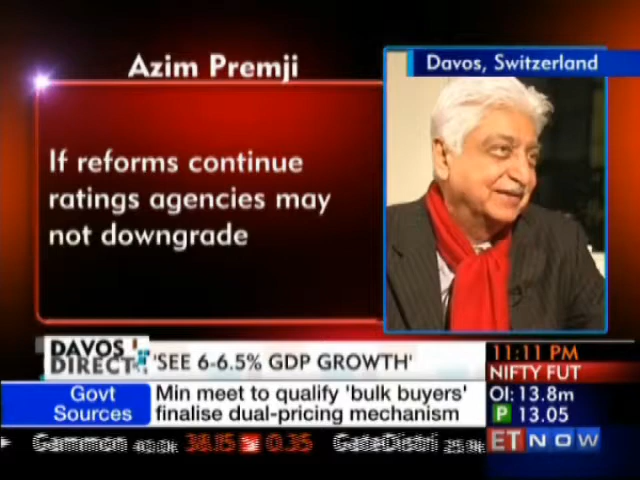 Azim Premji
Davos, Switzerland
If reforms continue
ratings agencies may
not downgrade
DAVOS
DIRECT
'SEE 6-6.5% GDP GROWTH'
11:11 PM
NIFTY FUT
Govt
Sources
Min meet to qualify 'bulk buyers'
finalise dual-pricing mechanism
OI: 13.8m
P 13.05
ET NOW
Gammon 38.15 0.35 GateDistri